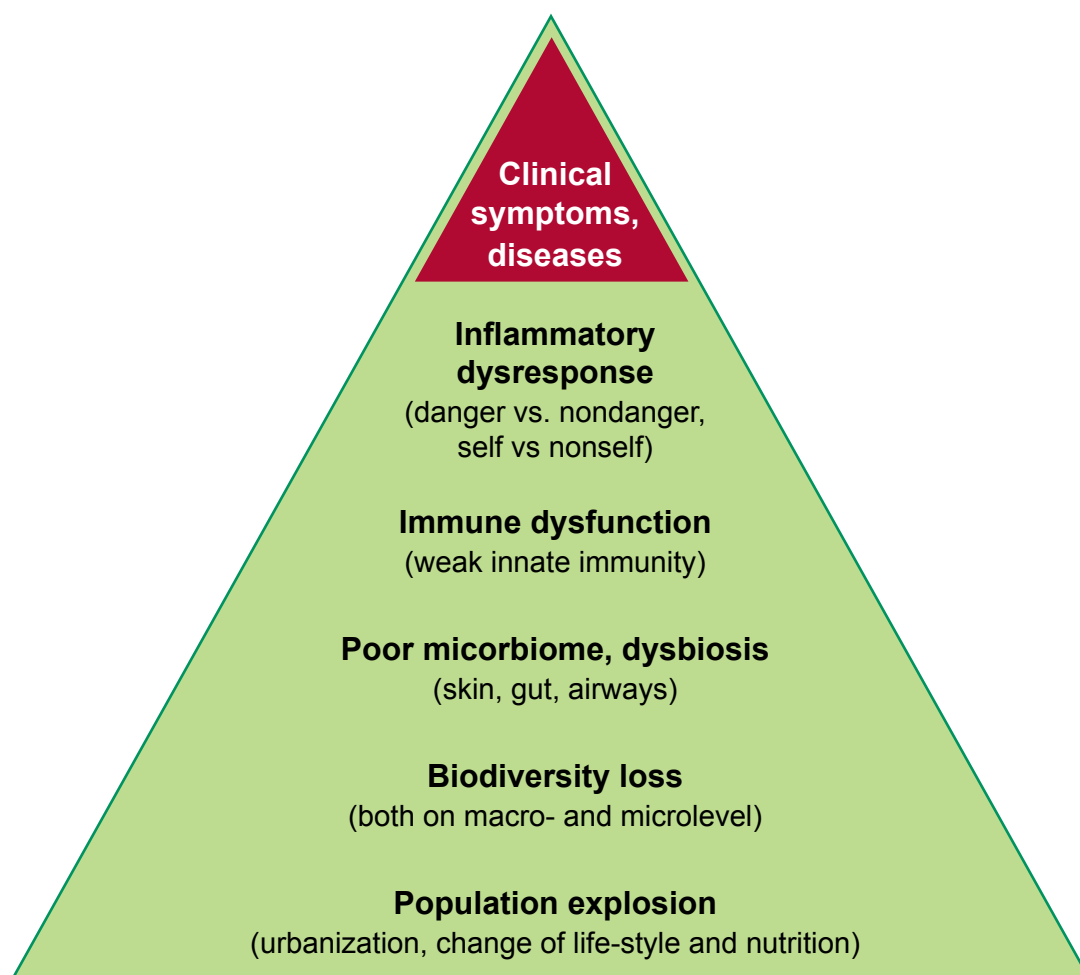 Clinical
symptoms,
diseases
Inflammatory
dysresponse
(danger vs. nondanger,
self vs nonself)
Immune dysfunction
(weak innate immunity)
Poor micorbiome, dysbiosis
(skin, gut, airways)
Biodiversity loss
(both on macro- and microlevel)
Population explosion
(urbanization, change of life-style and nutrition)